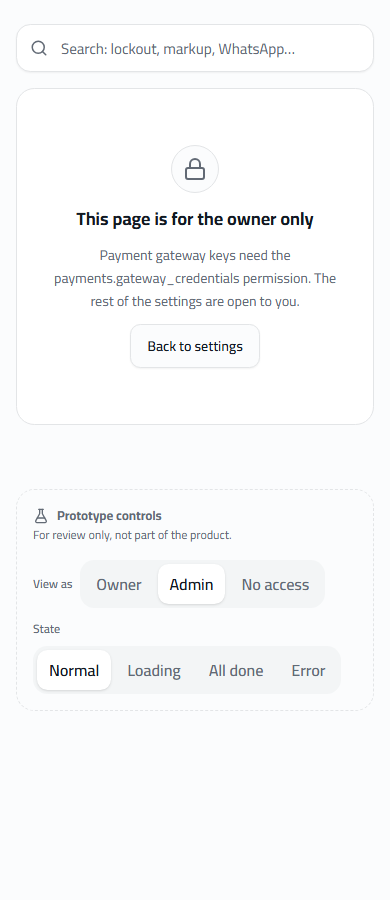 Search: lockout, markup, WhatsApp...
This page is for the owner only
Payment gateway keys need the
payments.gateway_credentials permission. The
rest of the settings are open to you.
Back to settings
Prototype controls
For review only, not part of the product.
View as
Owner
Admin
No access
State
Normal
Loading
All done
Error